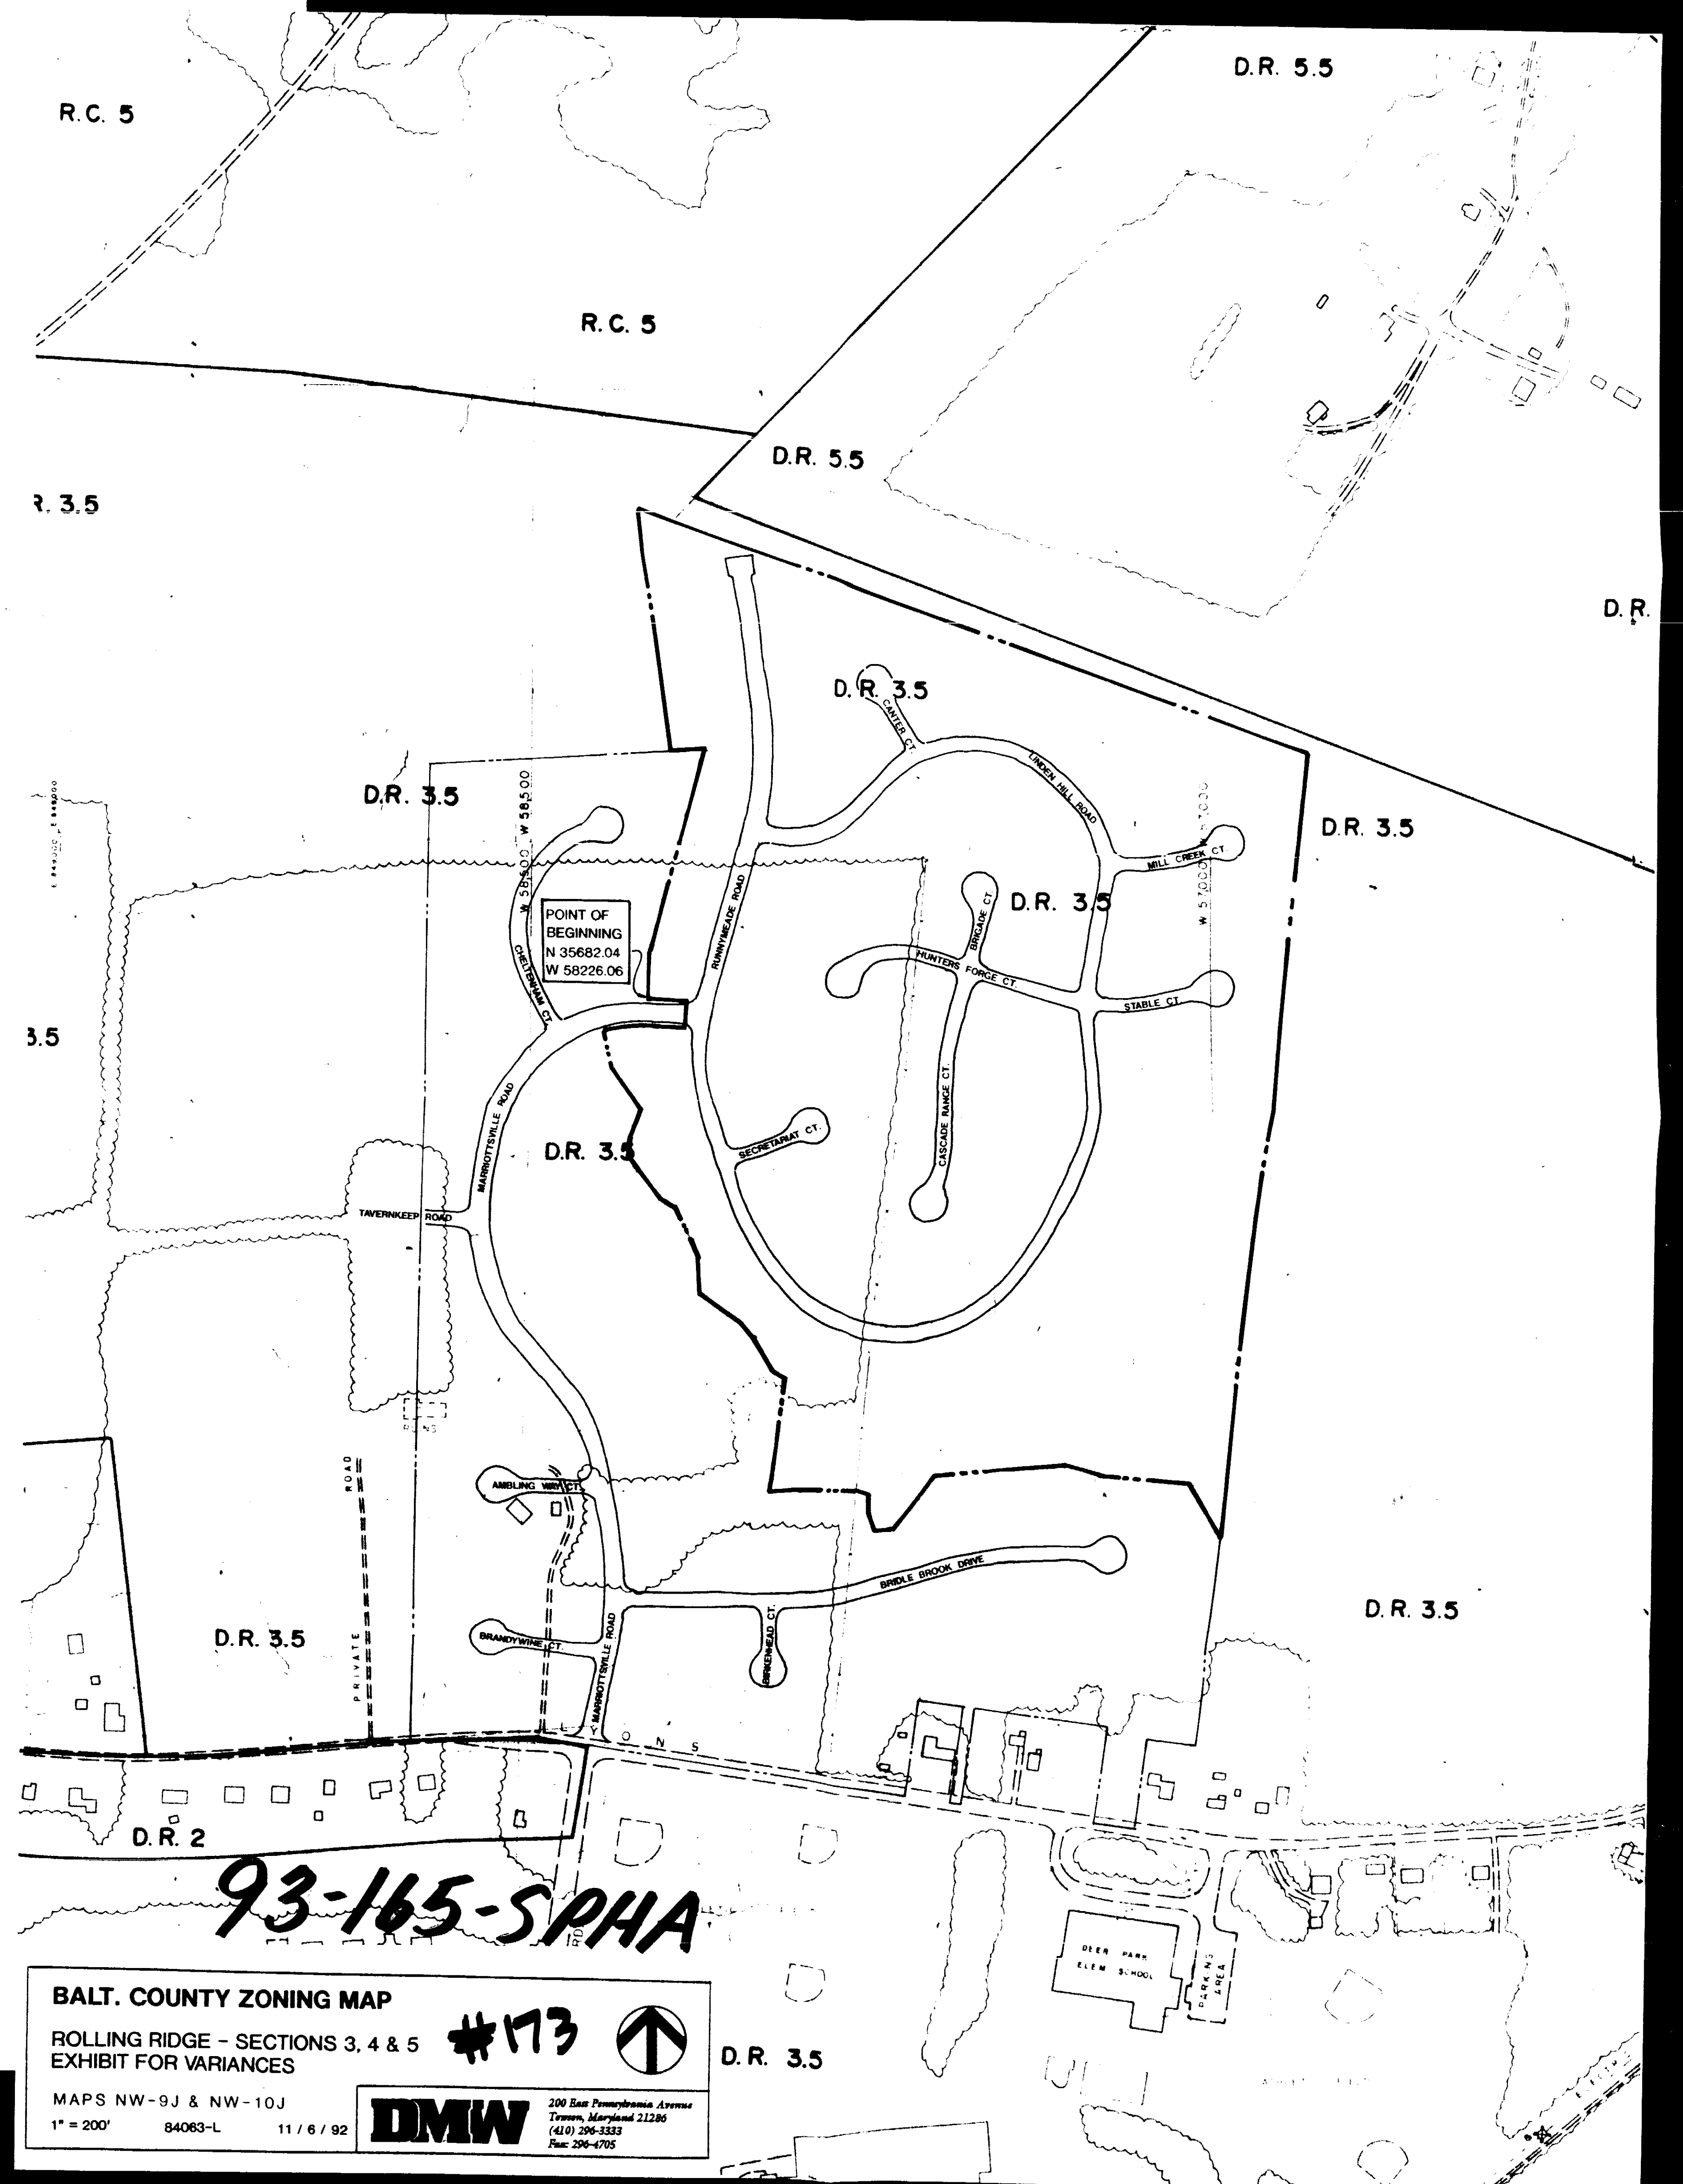 R.C. 5
D.R. 5.5
R.C. 5
D.R. 5.5
R. 3.5
D.R.
D.R. 3.5
CANTER CT.
LINDEN HILL ROAD
D.R. 3.5
W 58,500
W 58,500
W 57,000
D.R. 3.5
MILL CREEK CT.
RUNNYMEADE ROAD
BRIGADE CT.
D.R. 3.5
POINT OF
BEGINNING
N 35682.04
W 58226.06
CHELTENHAM CT.
HUNTERS FORGE CT.
STABLE CT.
3.5
MARRIOTTSVILLE ROAD
CASCADE RANGE CT.
SECRETARIAT CT.
D.R. 3.5
TAVERNKEEP ROAD
PRIVATE ROAD
AMBLING WAY CT.
BRIDLE BROOK DRIVE
D.R. 3.5
D.R. 3.5
BRANDYWINE CT.
MARRIOTTSVILLE ROAD
BIRKENHEAD CT.
LYONS
D.R. 2
93-165-SPHA
RD
DEER PARK
ELEM SCHOOL
PARKING
AREA
BALT. COUNTY ZONING MAP
ROLLING RIDGE - SECTIONS 3, 4 & 5
EXHIBIT FOR VARIANCES
#173
MAPS NW-9J & NW-10J
1" = 200' 84063-L 11 / 6 / 92
DMW
200 East Pennsylvania Avenue
Towson, Maryland 21286
(410) 296-3333
Fax: 296-4705
D.R. 3.5